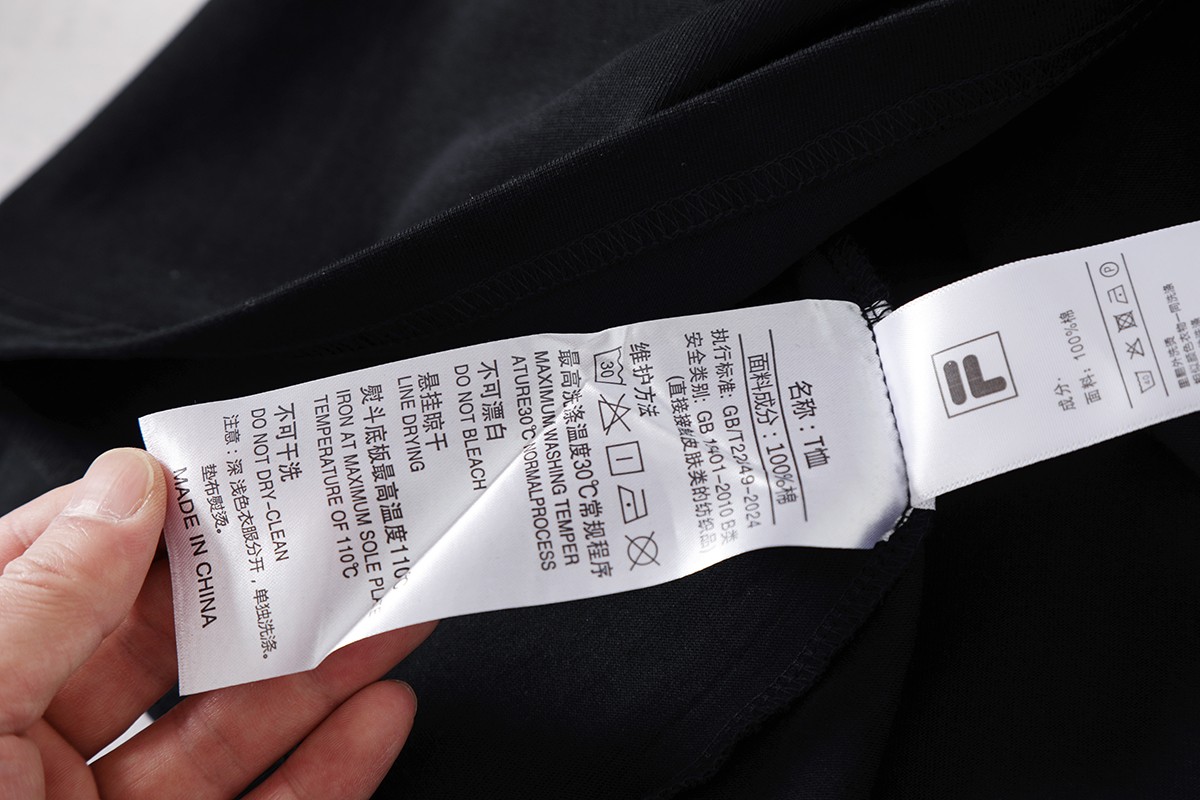 名称：T恤
面料成分：100%棉
执行标准：GB/T22/49-2024
安全类别：GB 1401-2010 B类
(直接接触皮肤类的纺织品)
维护方法
30
最高洗涤温度30℃常规程序
MAXIMUM WASHING TEMPER
ATURE30℃NORMALPROCESS
不可漂白
DO NOT BLEACH
悬挂晾干
LINE DRYING
熨斗底板最高温度110
IRON AT MAXIMUM SOLE PLA
TEMPERATURE OF 110℃
不可干洗
DO NOT DRY-CLEAN
注意：深浅色衣服分开，单独洗涤。
垫布熨烫。
MADE IN CHINA
成分：
面料：100%棉
40
P